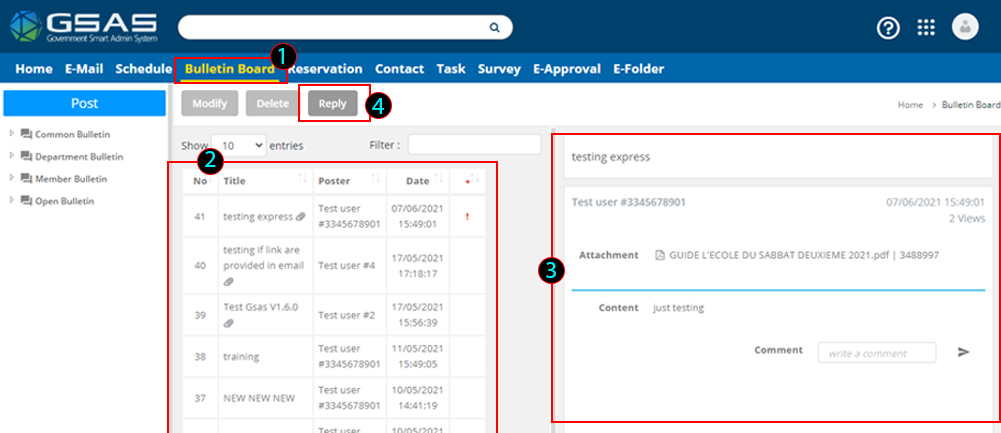 GSAS
Government Smart Admin System
1
Home E-Mail Schedule Bulletin Board Reservation Contact Task Survey E-Approval E-Folder
Post
Modify Delete Reply
4
Home > Bulletin Board
Common Bulletin
Department Bulletin
Member Bulletin
Open Bulletin
Show 10 entries Filter :
2
No Title Poster Date *
41 testing express Test user #3345678901 07/06/2021 15:49:01 !
40 testing if link are provided in email Test user #4 17/05/2021 17:18:17
39 Test Gsas V1.6.0 Test user #2 17/05/2021 15:56:39
38 training Test user #3345678901 11/05/2021 15:49:05
37 NEW NEW NEW Test user #3345678901 10/05/2021 14:41:19
Test user 10/05/2021
testing express
Test user #3345678901 07/06/2021 15:49:01
2 Views
3
Attachment GUIDE L'ECOLE DU SABBAT DEUXIEME 2021.pdf | 3488997
Content just testing
Comment write a comment